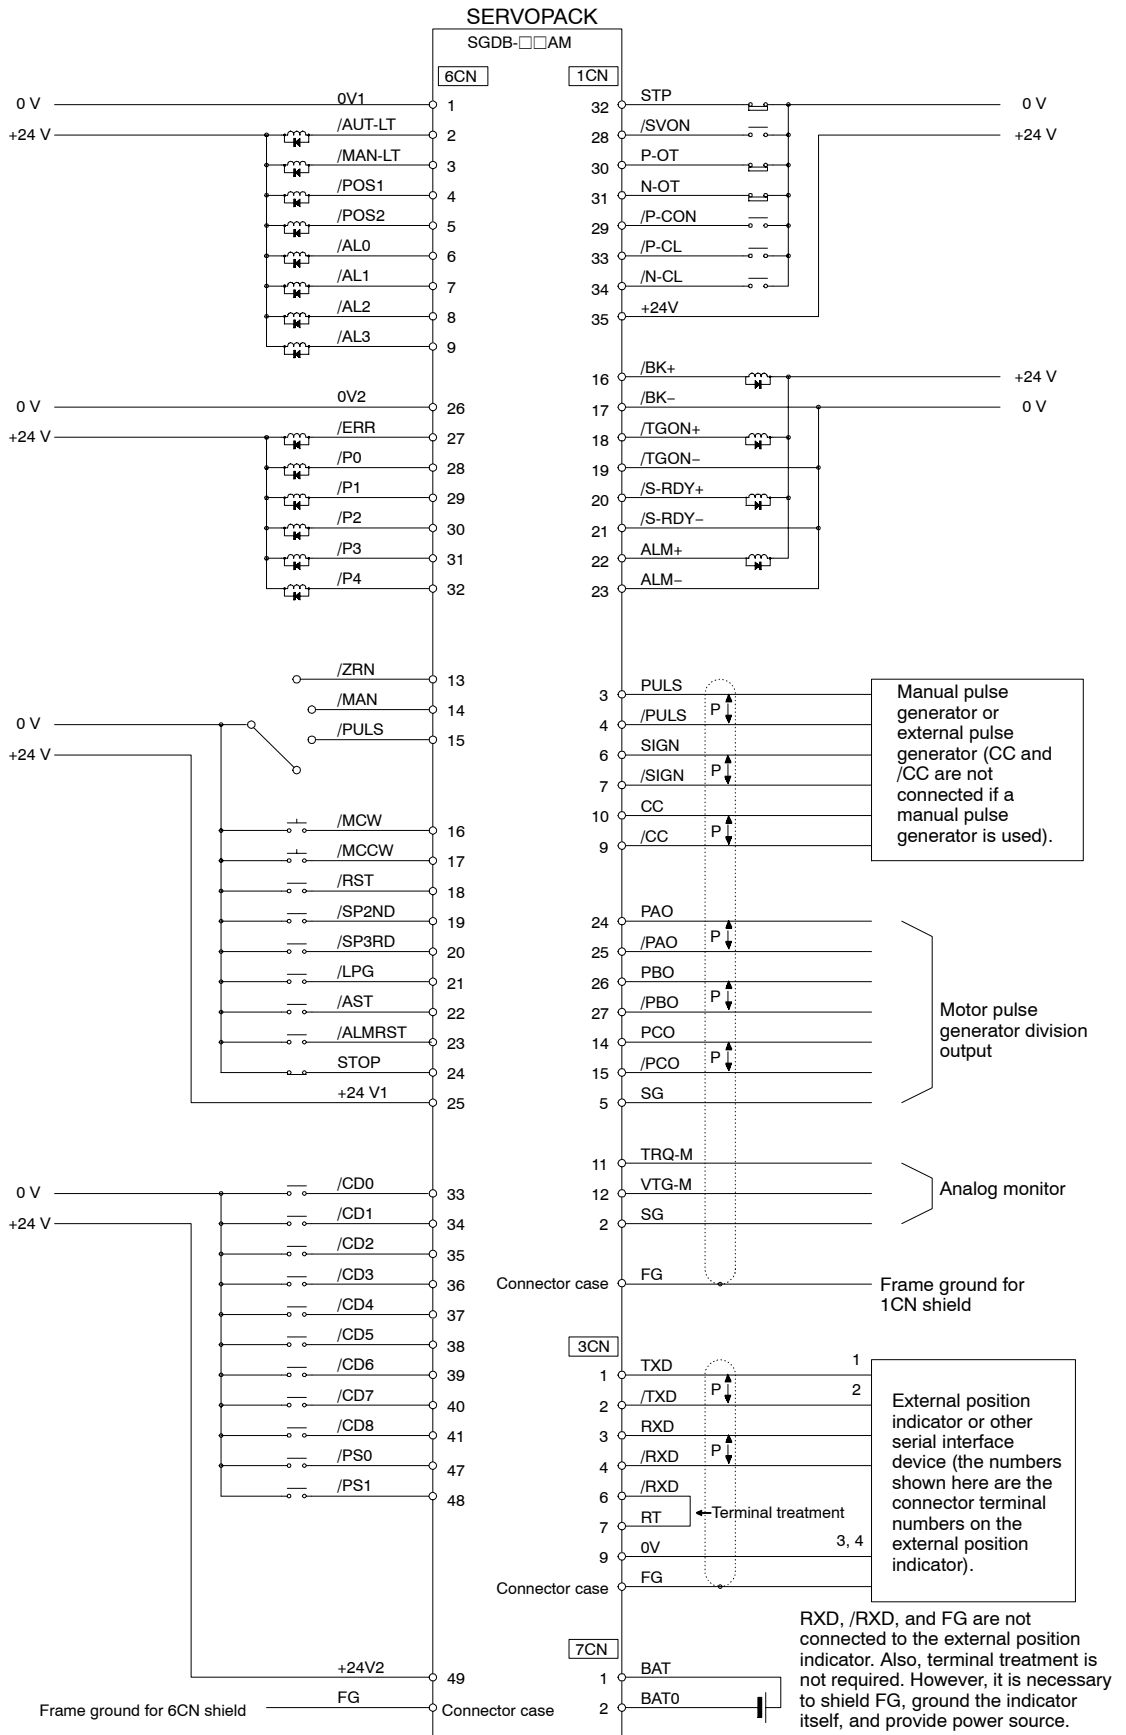 SERVOPACK
SGDB-□□AM
6CN
0 V
0V1
1
+24 V
/AUT-LT
2
/MAN-LT
3
/POS1
4
/POS2
5
/AL0
6
/AL1
7
/AL2
8
/AL3
9
0 V
0V2
26
+24 V
/ERR
27
/P0
28
/P1
29
/P2
30
/P3
31
/P4
32
/ZRN
13
/MAN
14
0 V
/PULS
15
+24 V
/MCW
16
/MCCW
17
/RST
18
/SP2ND
19
/SP3RD
20
/LPG
21
/AST
22
/ALMRST
23
STOP
24
+24 V1
25
0 V
/CD0
33
+24 V
/CD1
34
/CD2
35
/CD3
36
/CD4
37
/CD5
38
/CD6
39
/CD7
40
/CD8
41
/PS0
47
/PS1
48
+24V2
49
Frame ground for 6CN shield
FG
Connector case
1CN
32
STP
0 V
28
/SVON
+24 V
30
P-OT
31
N-OT
29
/P-CON
33
/P-CL
34
/N-CL
35
+24V
16
/BK+
+24 V
17
/BK−
0 V
18
/TGON+
19
/TGON−
20
/S-RDY+
21
/S-RDY−
22
ALM+
23
ALM−
3
PULS
P
4
/PULS
6
SIGN
P
7
/SIGN
10
CC
P
9
/CC
Manual pulse
generator or
external pulse
generator (CC and
/CC are not
connected if a
manual pulse
generator is used).
24
PAO
P
25
/PAO
26
PBO
P
27
/PBO
14
PCO
P
15
/PCO
5
SG
Motor pulse
generator division
output
11
TRQ-M
12
VTG-M
2
SG
Analog monitor
Connector case
FG
Frame ground for
1CN shield
3CN
1
TXD
1
P
2
/TXD
2
3
RXD
P
4
/RXD
6
/RXD
Terminal treatment
7
RT
9
0V
3, 4
Connector case
FG
External position
indicator or other
serial interface
device (the numbers
shown here are the
connector terminal
numbers on the
external position
indicator).
RXD, /RXD, and FG are not
connected to the external position
indicator. Also, terminal treatment is
not required. However, it is necessary
to shield FG, ground the indicator
itself, and provide power source.
7CN
1
BAT
2
BAT0